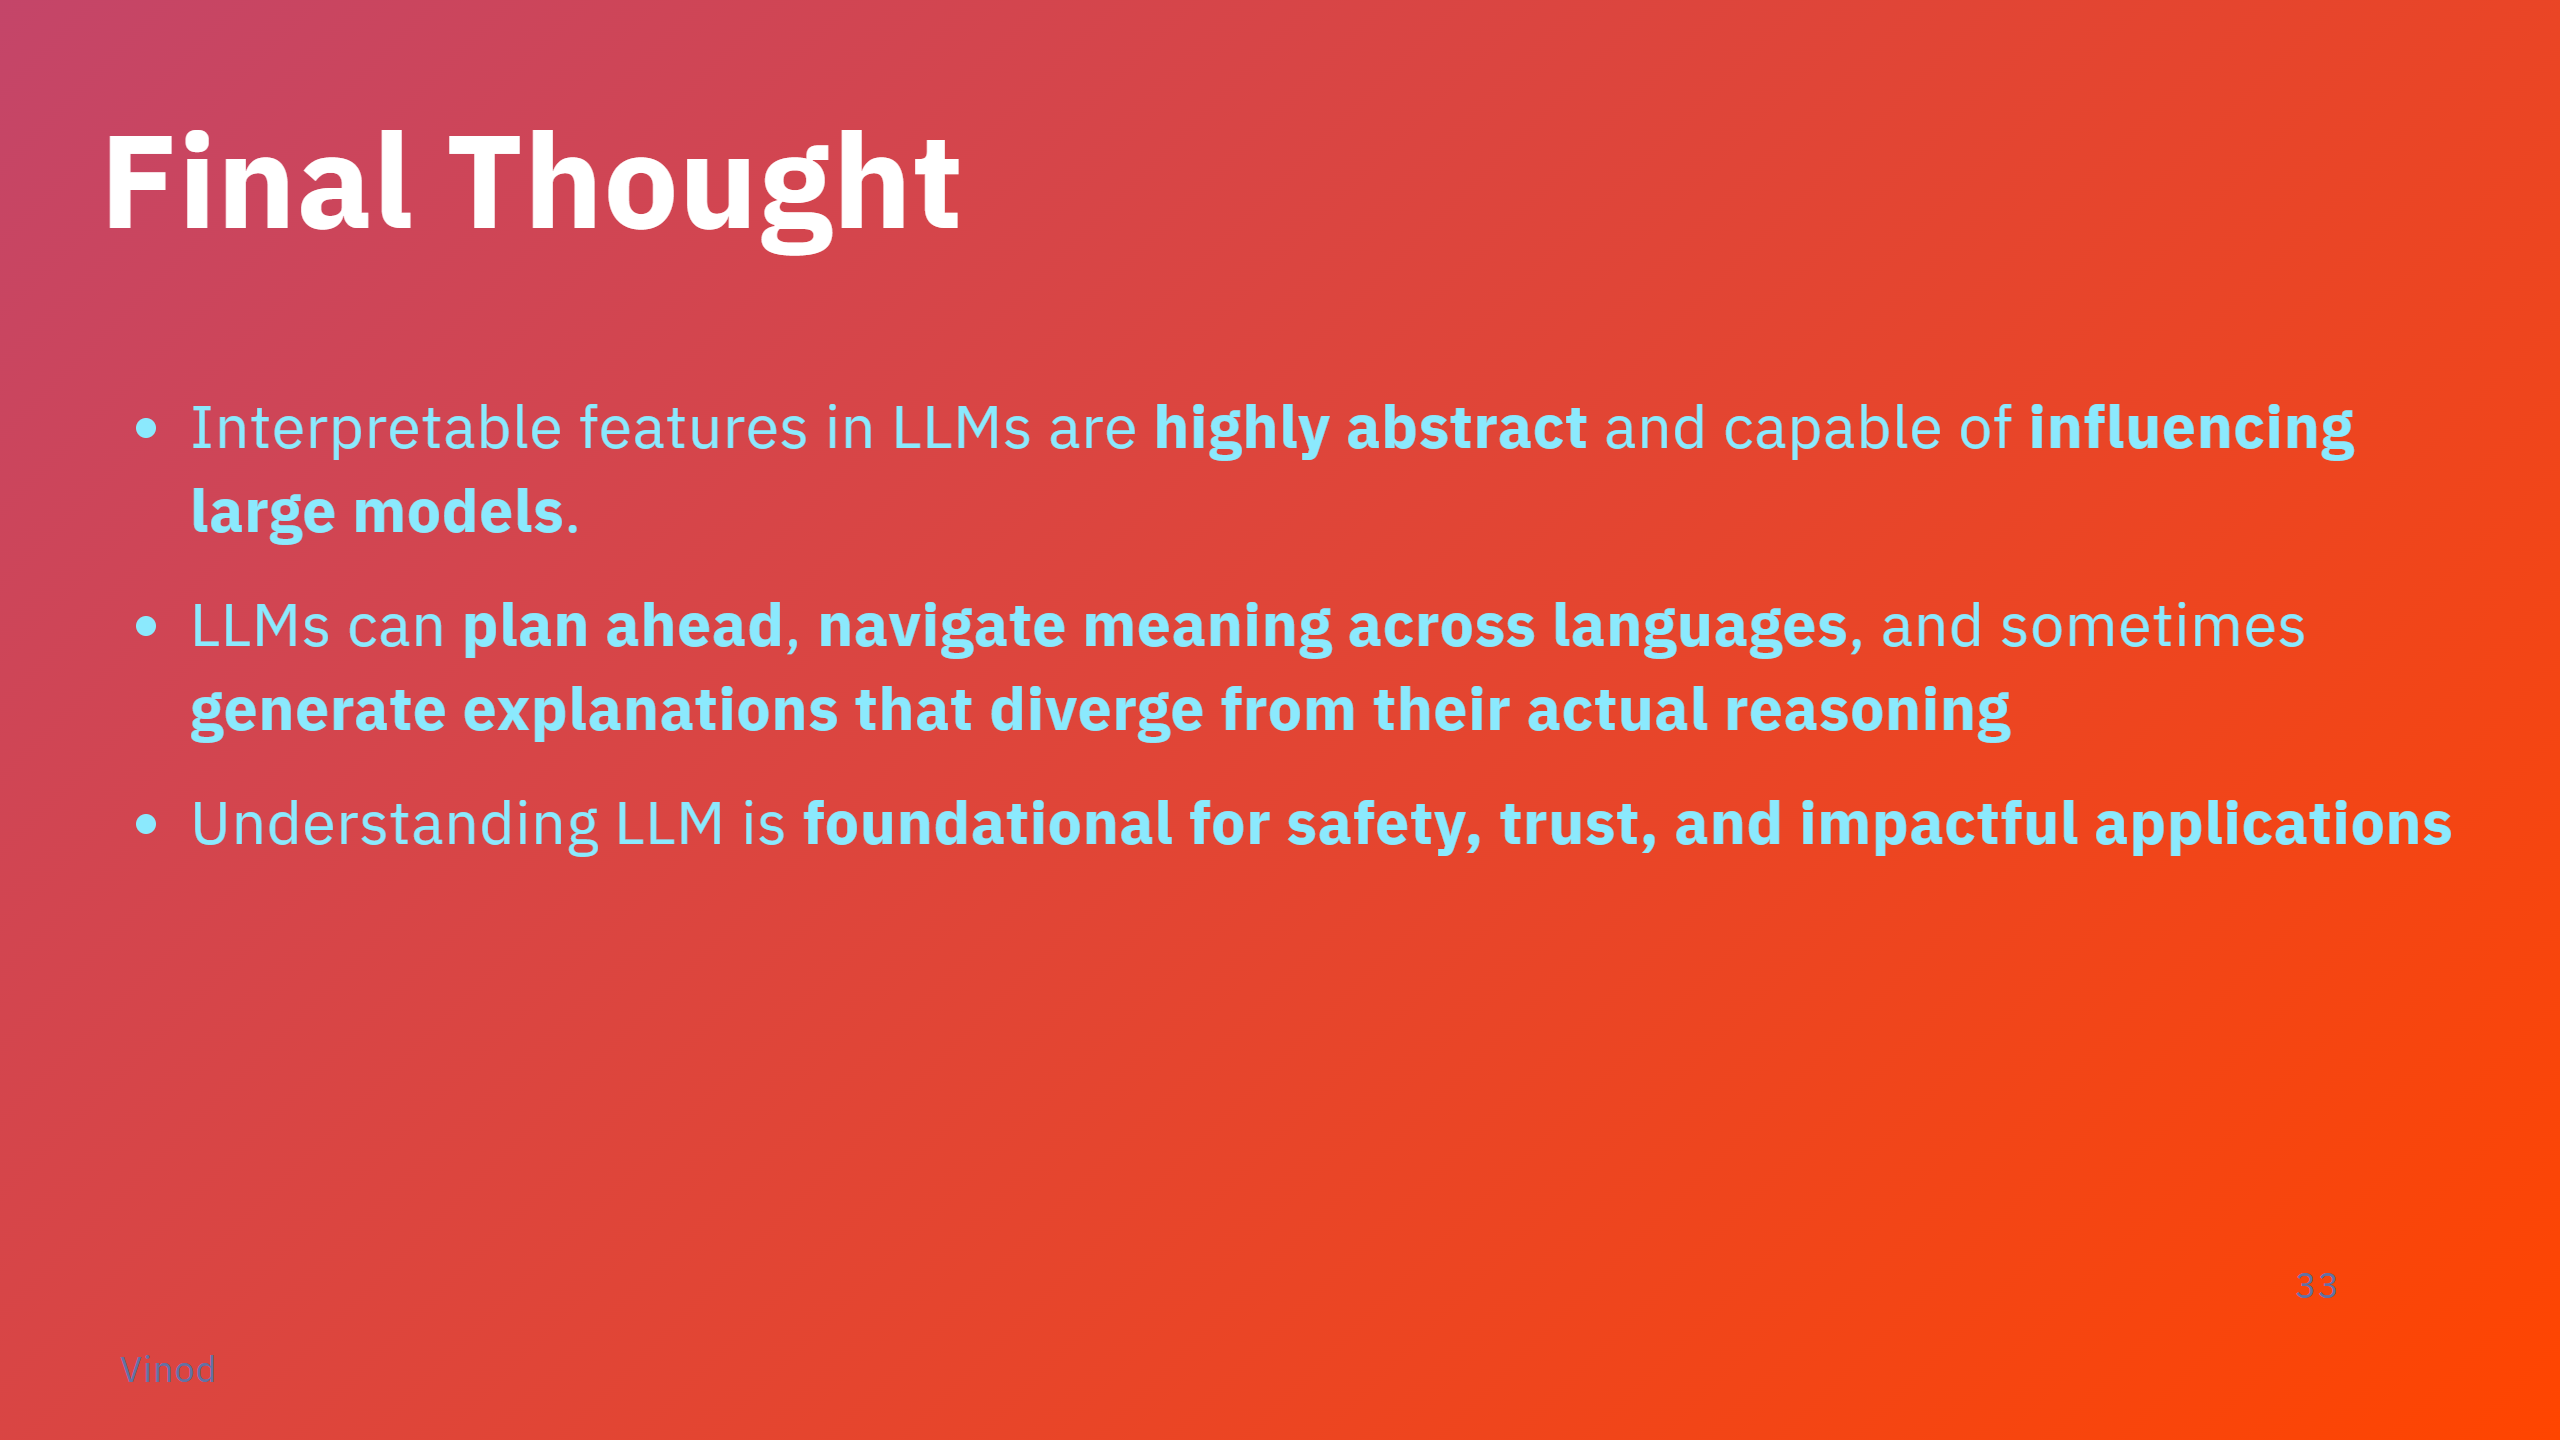 Final Thought
• Interpretable features in LLMs are highly abstract and capable of influencing
large models.
• LLMs can plan ahead, navigate meaning across languages, and sometimes
generate explanations that diverge from their actual reasoning
• Understanding LLM is foundational for safety, trust, and impactful applications
33
Vinod